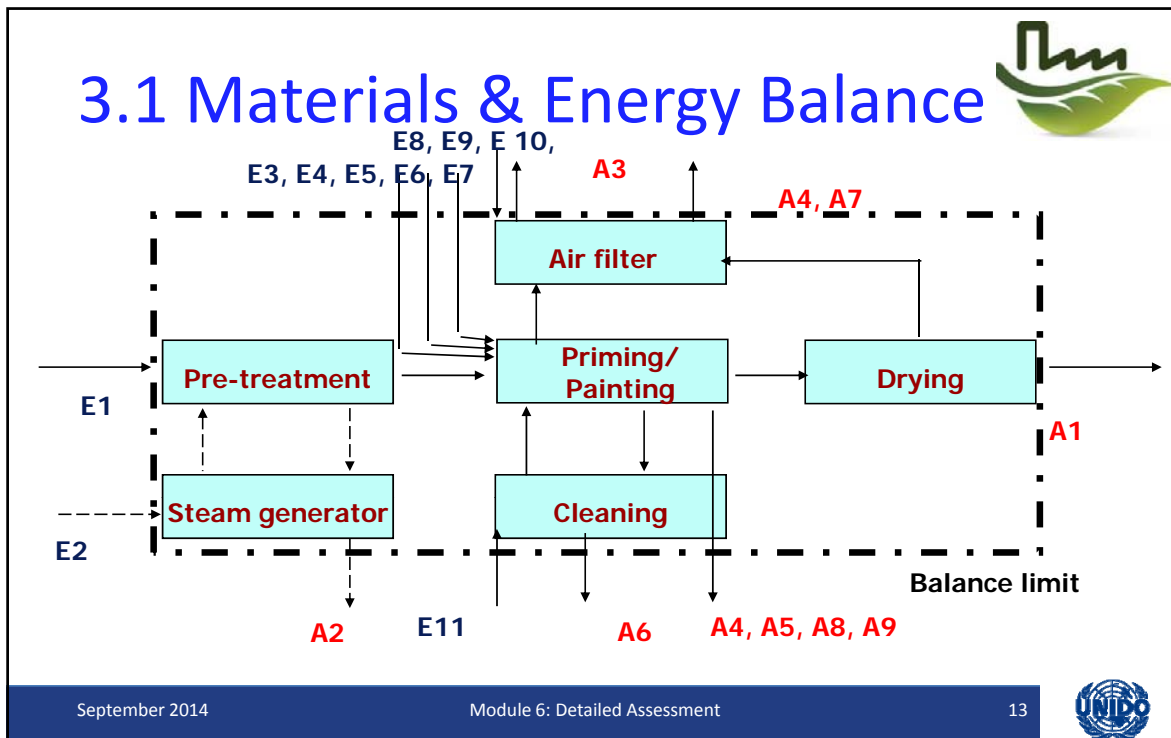 3.1 Materials & Energy Balance
E8, E9, E 10,
E3, E4, E5, E6, E7
A3
A4, A7
Air filter
Pre-treatment
Priming/
Painting
Drying
E1
A1
Steam generator
Cleaning
E2
Balance limit
A2
E11
A6
A4, A5, A8, A9
September 2014
Module 6: Detailed Assessment
13
UNIDO